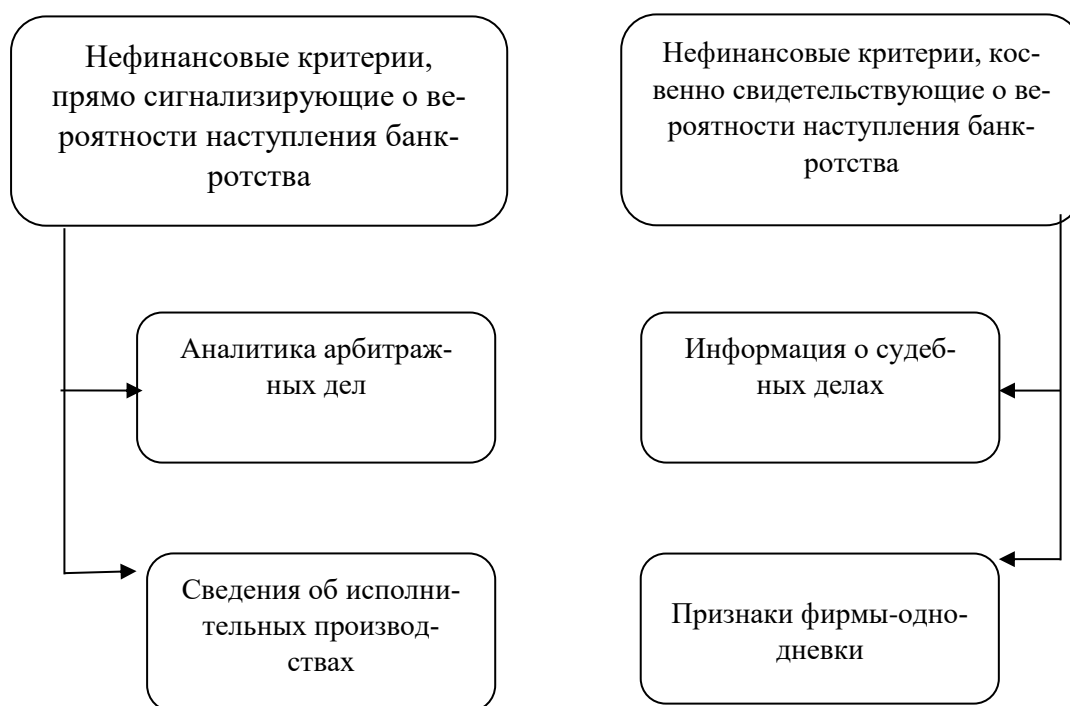 Нефинансовые критерии,
прямо сигнализирующие о ве-
роятности наступления банк-
ротства
Нефинансовые критерии, кос-
венно свидетельствующие о ве-
роятности наступления банк-
ротства
Аналитика арбитраж-
ных дел
Информация о судеб-
ных делах
Сведения об исполни-
тельных производ-
ствах
Признаки фирмы-одно-
дневки